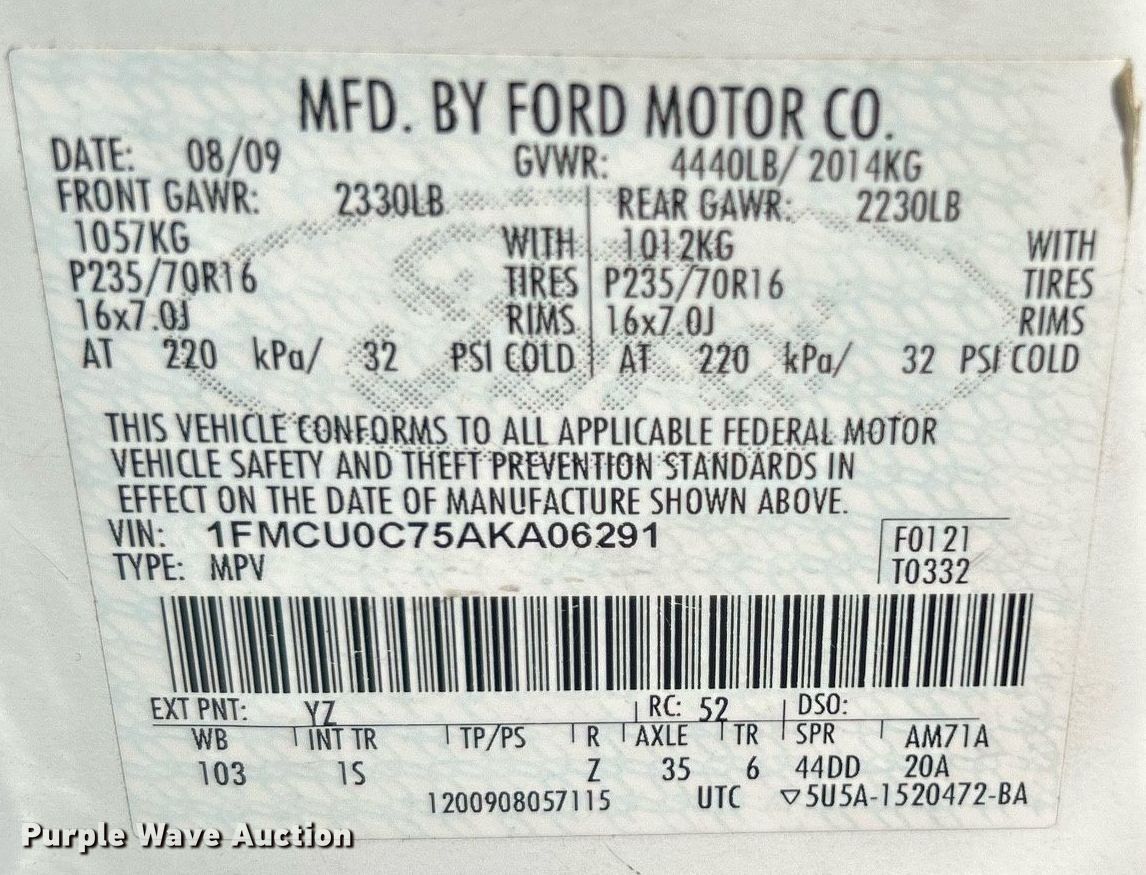 MFD. BY FORD MOTOR CO.
DATE: 08/09 GVWR: 4440LB/ 2014KG
FRONT GAWR: 2330LB REAR GAWR: 2230LB
1057KG WITH 1012KG WITH
P235/70R16 TIRES P235/70R16 TIRES
16x7.0J RIMS 16x7.0J RIMS
AT 220 kPa/ 32 PSI COLD AT 220 kPa/ 32 PSI COLD
THIS VEHICLE CONFORMS TO ALL APPLICABLE FEDERAL MOTOR
VEHICLE SAFETY AND THEFT PREVENTION STANDARDS IN
EFFECT ON THE DATE OF MANUFACTURE SHOWN ABOVE.
VIN: 1FMCU0C75AKA06291 F0121
TYPE: MPV T0332
EXT PNT: YZ RC: 52 DSO:
WB INT TR TP/PS R AXLE TR SPR AM71A
103 1S Z 35 6 44DD 20A
1200908057115 UTC ▽5U5A-1520472-BA
Purple Wave Auction